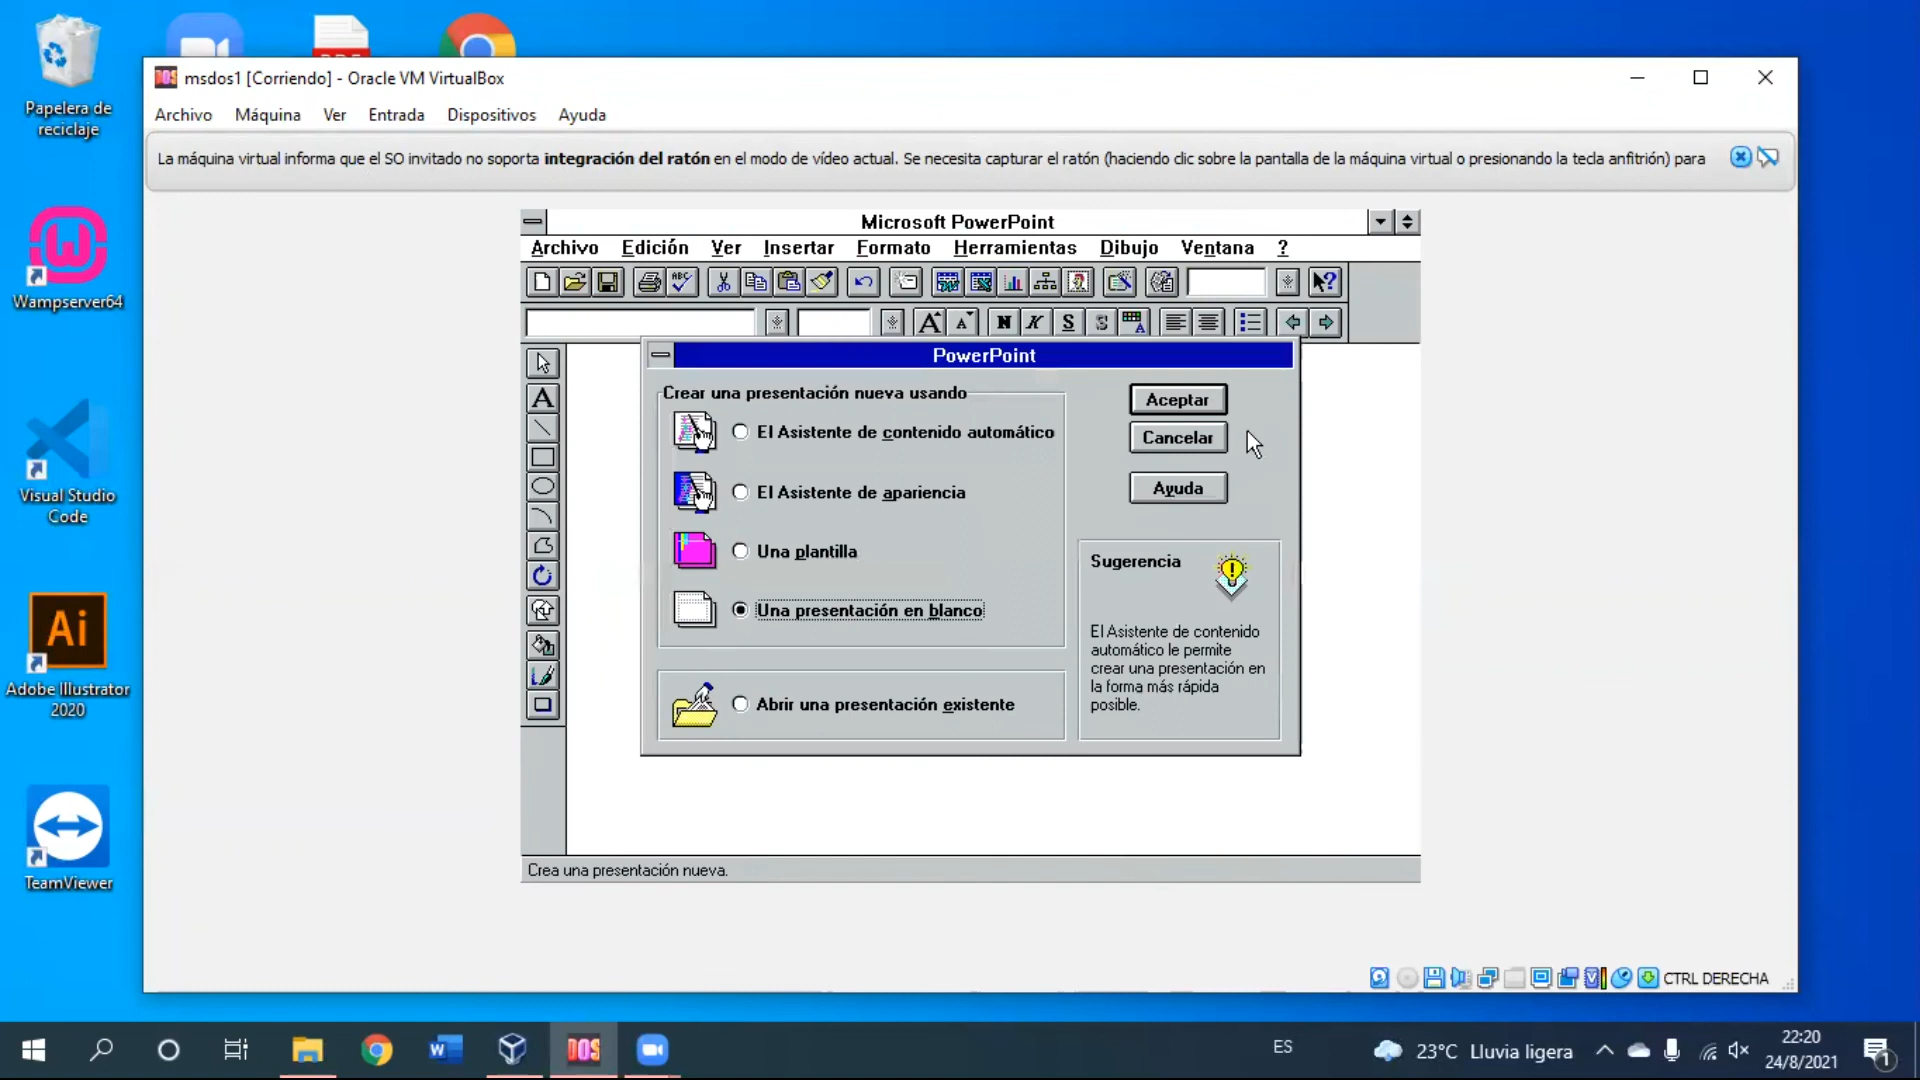 Papelera de
reciclaje
Wampserver64
Visual Studio
Code
Ai
Adobe Illustrator
2020
TeamViewer
msdos1 [Corriendo] - Oracle VM VirtualBox
Archivo Máquina Ver Entrada Dispositivos Ayuda
La máquina virtual informa que el SO invitado no soporta integración del ratón en el modo de vídeo actual. Se necesita capturar el ratón (haciendo clic sobre la pantalla de la máquina virtual o presionando la tecla anfitrión) para
Microsoft PowerPoint
Archivo Edición Ver Insertar Formato Herramientas Dibujo Ventana ?
PowerPoint
Crear una presentación nueva usando
El Asistente de contenido automático
El Asistente de apariencia
Una plantilla
Una presentación en blanco
Abrir una presentación existente
Aceptar
Cancelar
Ayuda
Sugerencia
El Asistente de contenido
automático le permite
crear una presentación en
la forma más rápida
posible.
Crea una presentación nueva.
CTRL DERECHA
DOS
ES
23°C Lluvia ligera
22:20
24/8/2021
1